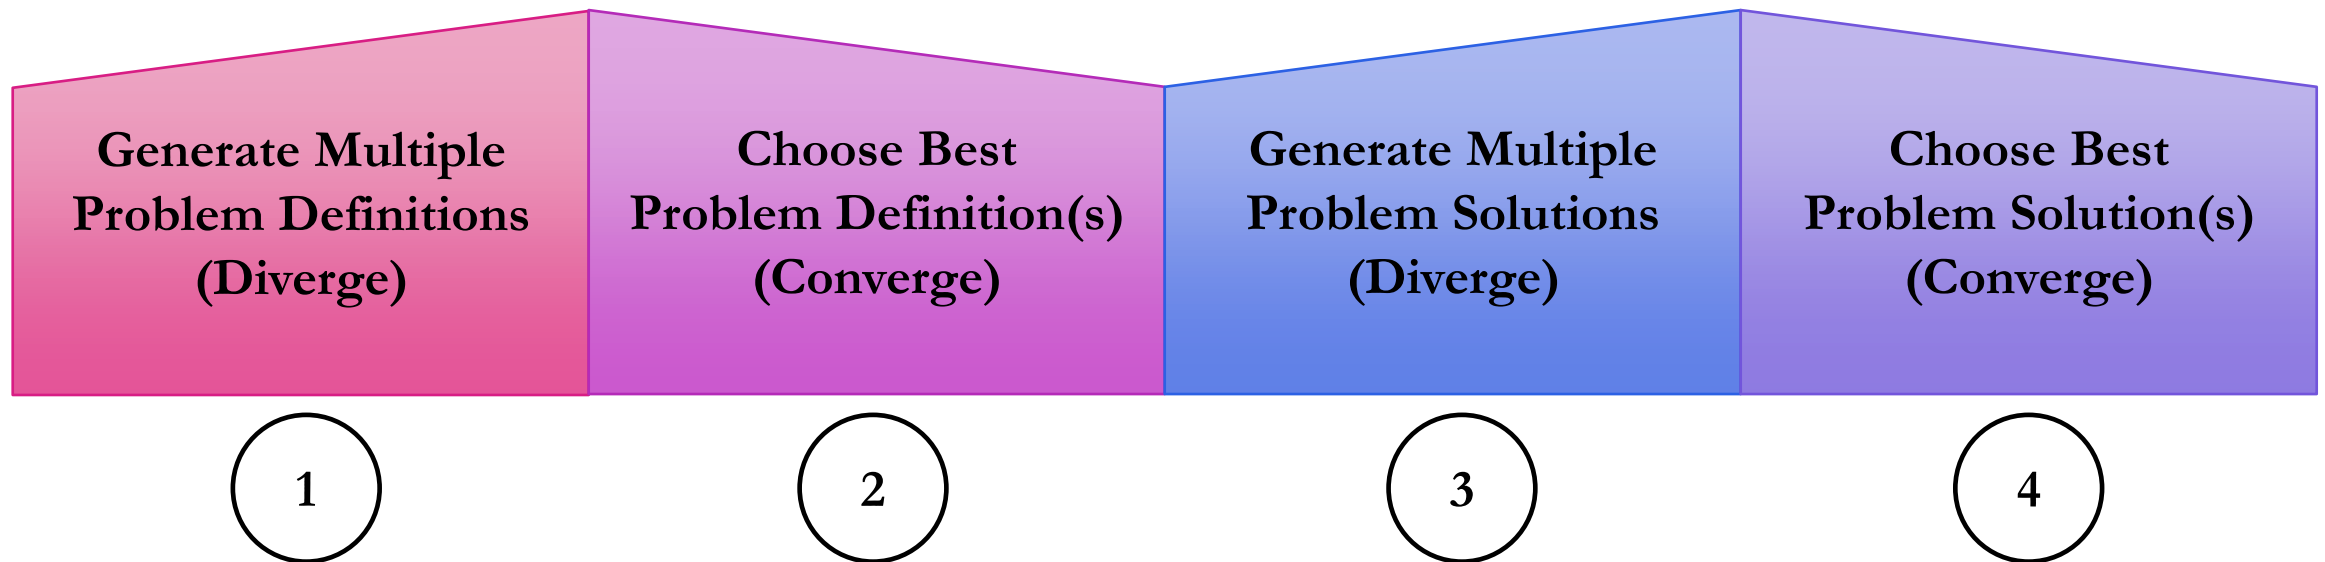 Generate Multiple
Problem Definitions
(Diverge)
Choose Best
Problem Definition(s)
(Converge)
Generate Multiple
Problem Solutions
(Diverge)
Choose Best
Problem Solution(s)
(Converge)
1
2
3
4